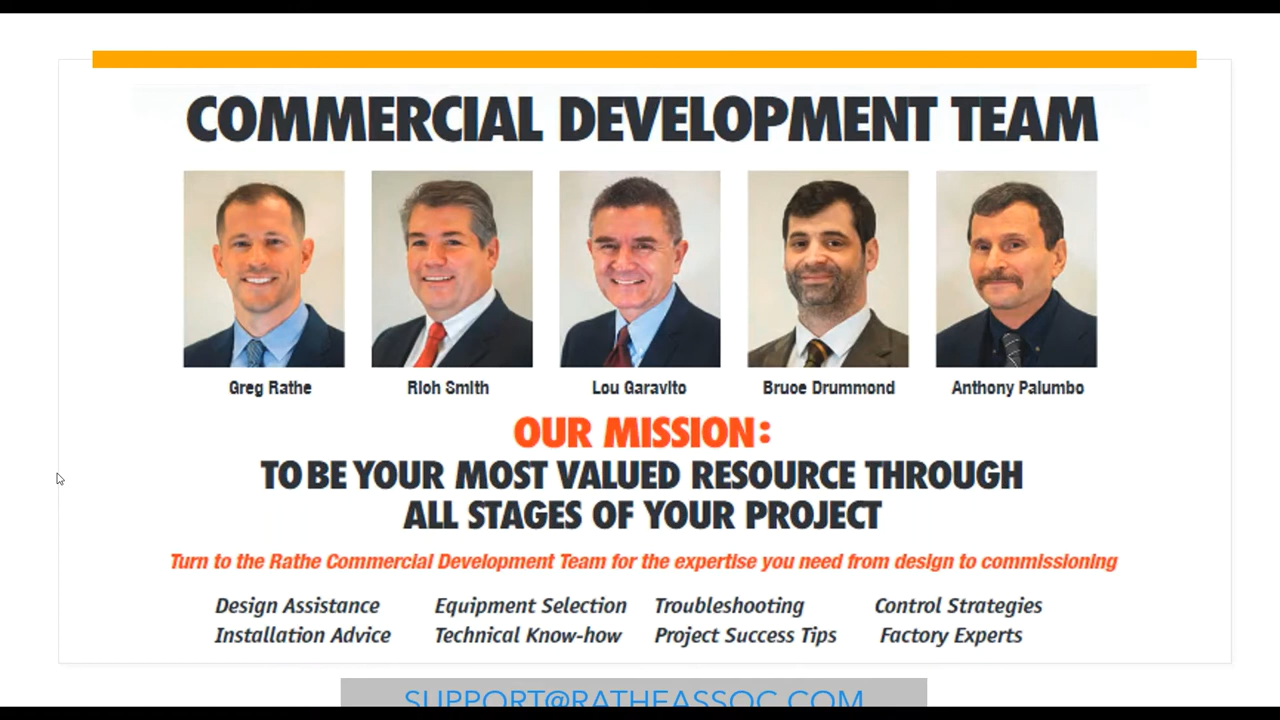 COMMERCIAL DEVELOPMENT TEAM
Greg Rathe
Rich Smith
Lou Garavito
Bruce Drummond
Anthony Palumbo
OUR MISSION:
TO BE YOUR MOST VALUED RESOURCE THROUGH
ALL STAGES OF YOUR PROJECT
Turn to the Rathe Commercial Development Team for the expertise you need from design to commissioning
Design Assistance Equipment Selection Troubleshooting Control Strategies
Installation Advice Technical Know-how Project Success Tips Factory Experts
SUPPORT@RATHEASSOC.COM